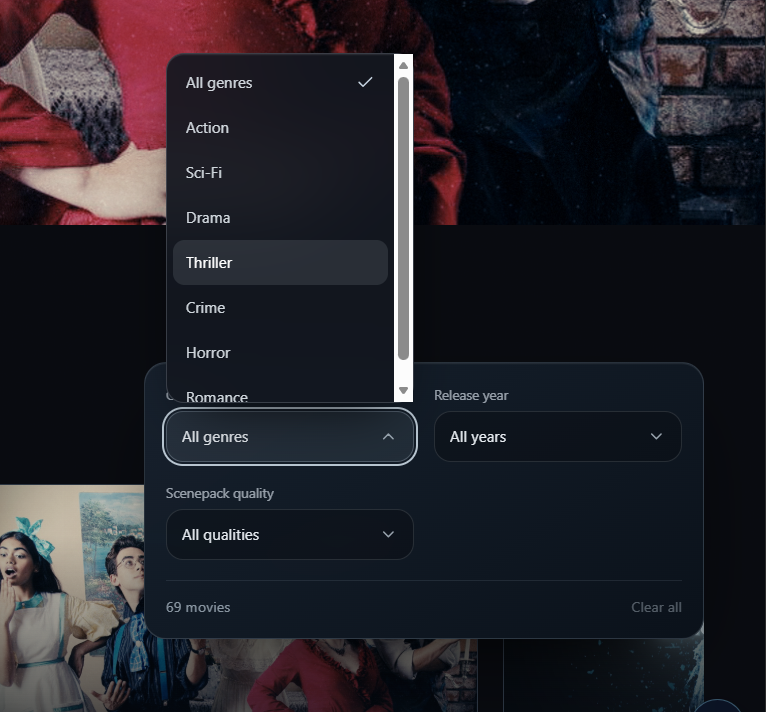 All genres
Action
Sci-Fi
Drama
Thriller
Crime
Horror
Romance
Release year
All genres
All years
Scenepack quality
All qualities
69 movies
Clear all